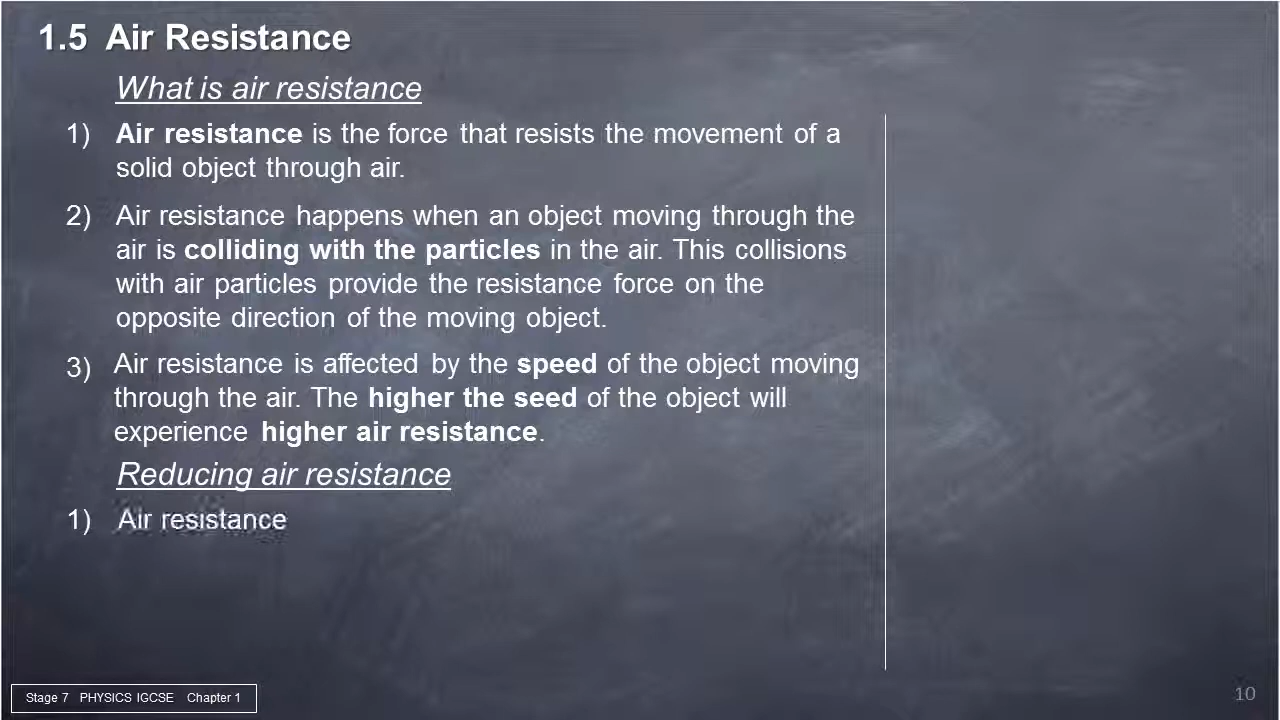 1.5 Air Resistance
What is air resistance
1) Air resistance is the force that resists the movement of a
solid object through air.
2) Air resistance happens when an object moving through the
air is colliding with the particles in the air. This collisions
with air particles provide the resistance force on the
opposite direction of the moving object.
3) Air resistance is affected by the speed of the object moving
through the air. The higher the seed of the object will
experience higher air resistance.
Reducing air resistance
1) Air resistance
Stage 7 PHYSICS IGCSE Chapter 1
10